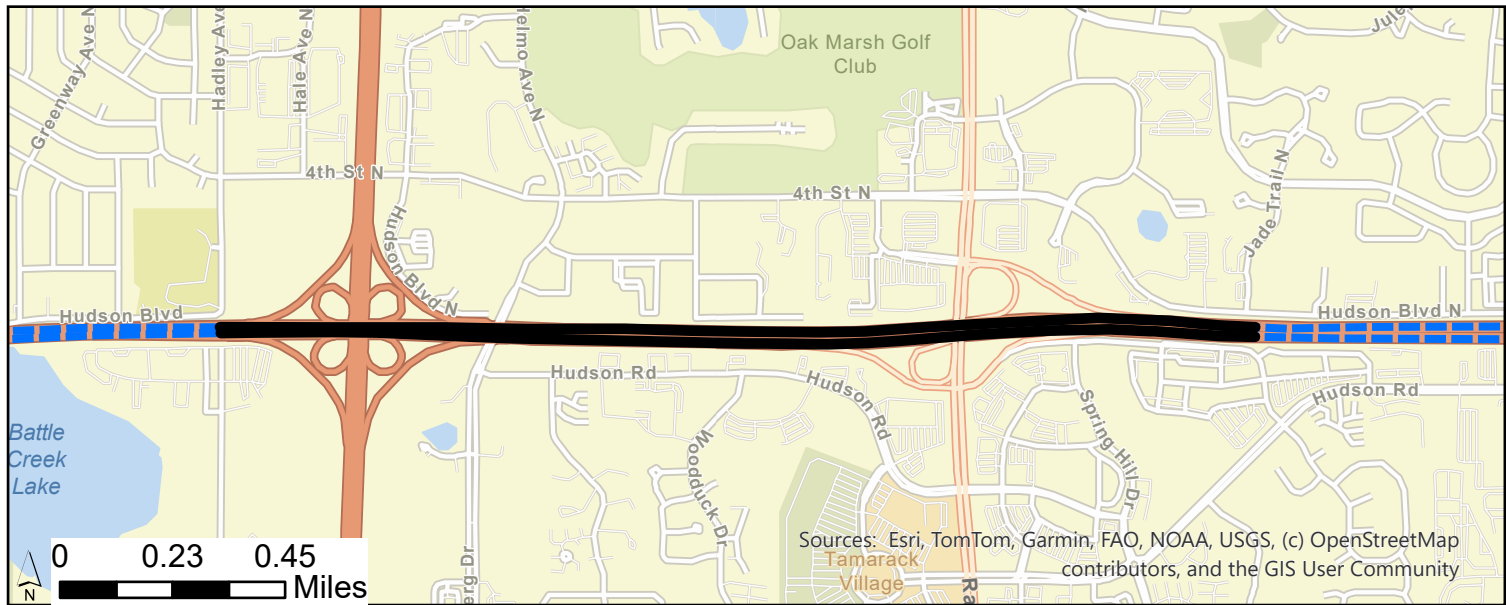 Greenway Ave N
Hadley Ave
Hale Ave N
Helmo Ave N
Oak Marsh Golf
Club
4th St N
4th St N
Hudson Blvd N
Jade Trail N
Hudson Blvd
Hudson Blvd N
Hudson Rd
Hudson Rd
Hudson Rd
Spring Hill Dr
Woodduck Dr
Battle
Creek
Lake
Tamarack
Village
0 0.23 0.45
Miles
N
Sources: Esri, TomTom, Garmin, FAO, NOAA, USGS, (c) OpenStreetMap
contributors, and the GIS User Community